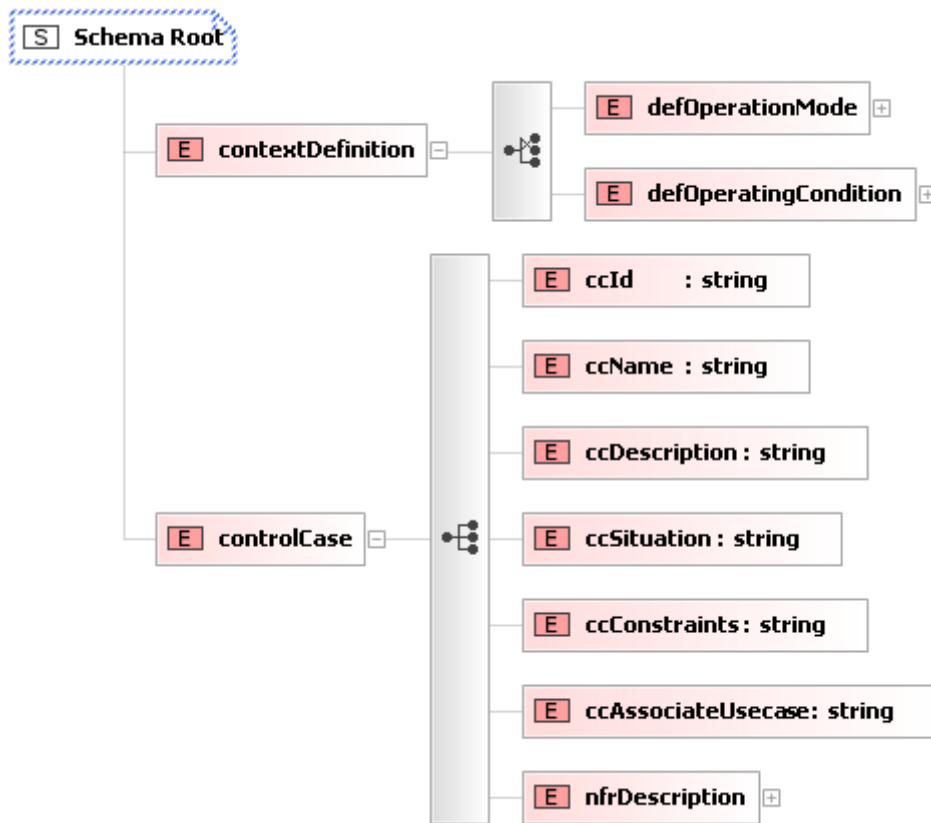 S Schema Root
E contextDefinition
E defOperationMode
E defOperatingCondition
E controlCase
E ccId : string
E ccName : string
E ccDescription : string
E ccSituation : string
E ccConstraints : string
E ccAssociateUsecase: string
E nfrDescription